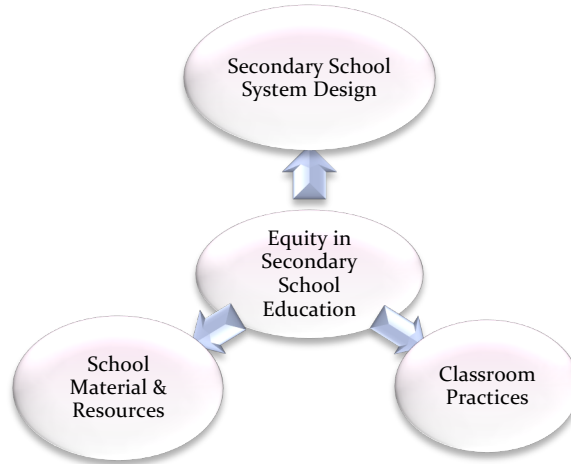 Secondary School
System Design
Equity in
Secondary
School
Education
School
Material &
Resources
Classroom
Practices